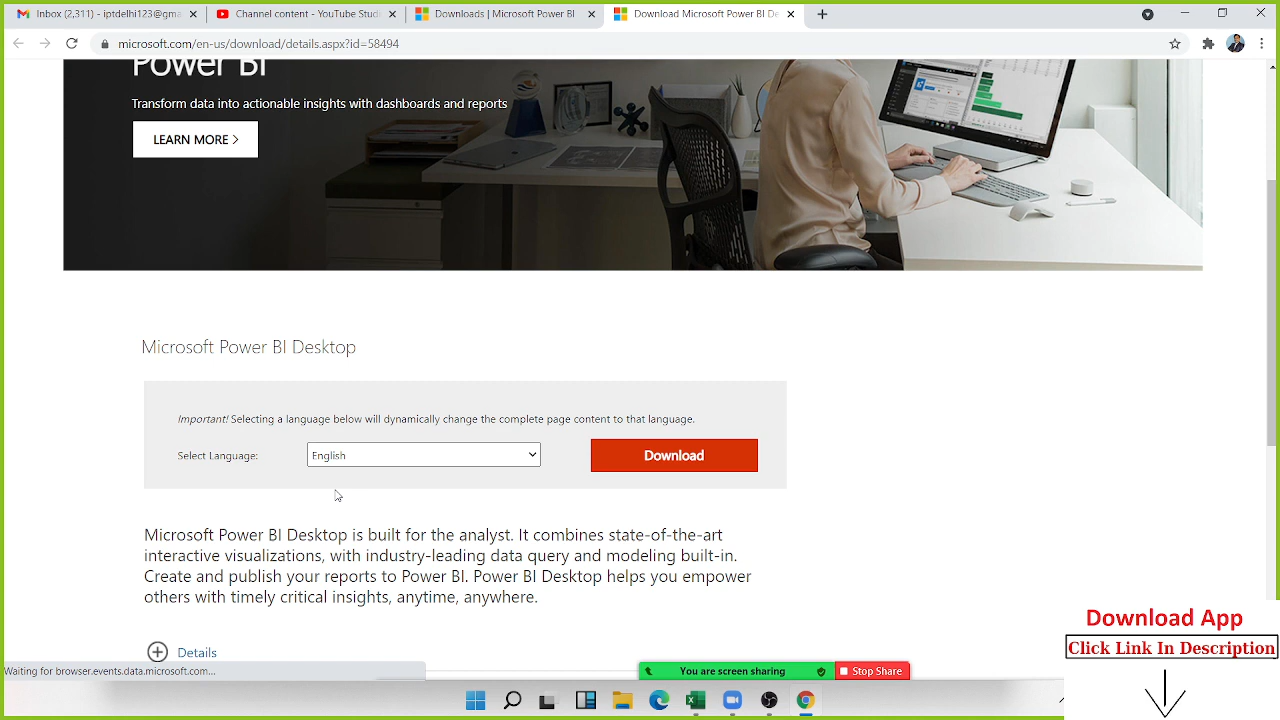 Inbox (2,311) - iptdelhi123@gma
Channel content - YouTube Studi
Downloads | Microsoft Power BI
Download Microsoft Power BI De
microsoft.com/en-us/download/details.aspx?id=58494
Power BI
Transform data into actionable insights with dashboards and reports
LEARN MORE >
Microsoft Power BI Desktop
Important! Selecting a language below will dynamically change the complete page content to that language.
Select Language:
English
Download
Microsoft Power BI Desktop is built for the analyst. It combines state-of-the-art
interactive visualizations, with industry-leading data query and modeling built-in.
Create and publish your reports to Power BI. Power BI Desktop helps you empower
others with timely critical insights, anytime, anywhere.
Details
Waiting for browser.events.data.microsoft.com...
You are screen sharing
Stop Share
Download App
Click Link In Description